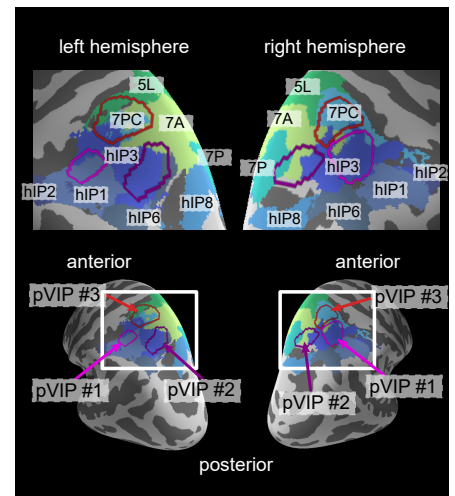 left hemisphere
right hemisphere
5L
7PC
7A
hIP3
7P
hIP2
hIP1
hIP6
hIP8
5L
7A
7PC
7P
hIP3
hIP2
hIP1
hIP8
hIP6
anterior
anterior
pVIP #3
pVIP #3
pVIP #1
pVIP #2
pVIP #2
pVIP #1
posterior